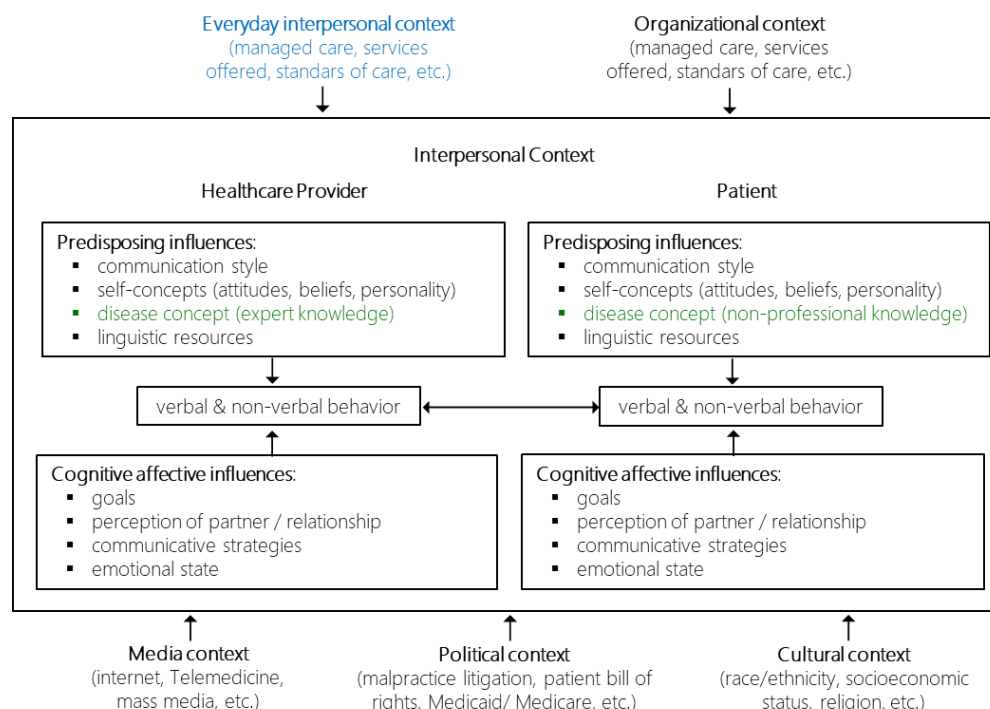 Everyday interpersonal context
(managed care, services
offered, standars of care, etc.)
Organizational context
(managed care, services
offered, standars of care, etc.)
Interpersonal Context
Healthcare Provider
Predisposing influences:
▪ communication style
▪ self-concepts (attitudes, beliefs, personality)
▪ disease concept (expert knowledge)
▪ linguistic resources
verbal & non-verbal behavior
Cognitive affective influences:
▪ goals
▪ perception of partner / relationship
▪ communicative strategies
▪ emotional state
Patient
Predisposing influences:
▪ communication style
▪ self-concepts (attitudes, beliefs, personality)
▪ disease concept (non-professional knowledge)
▪ linguistic resources
verbal & non-verbal behavior
Cognitive affective influences:
▪ goals
▪ perception of partner / relationship
▪ communicative strategies
▪ emotional state
Media context
(internet, Telemedicine,
mass media, etc.)
Political context
(malpractice litigation, patient bill of
rights, Medicaid/ Medicare, etc.)
Cultural context
(race/ethnicity, socioeconomic
status, religion, etc.)